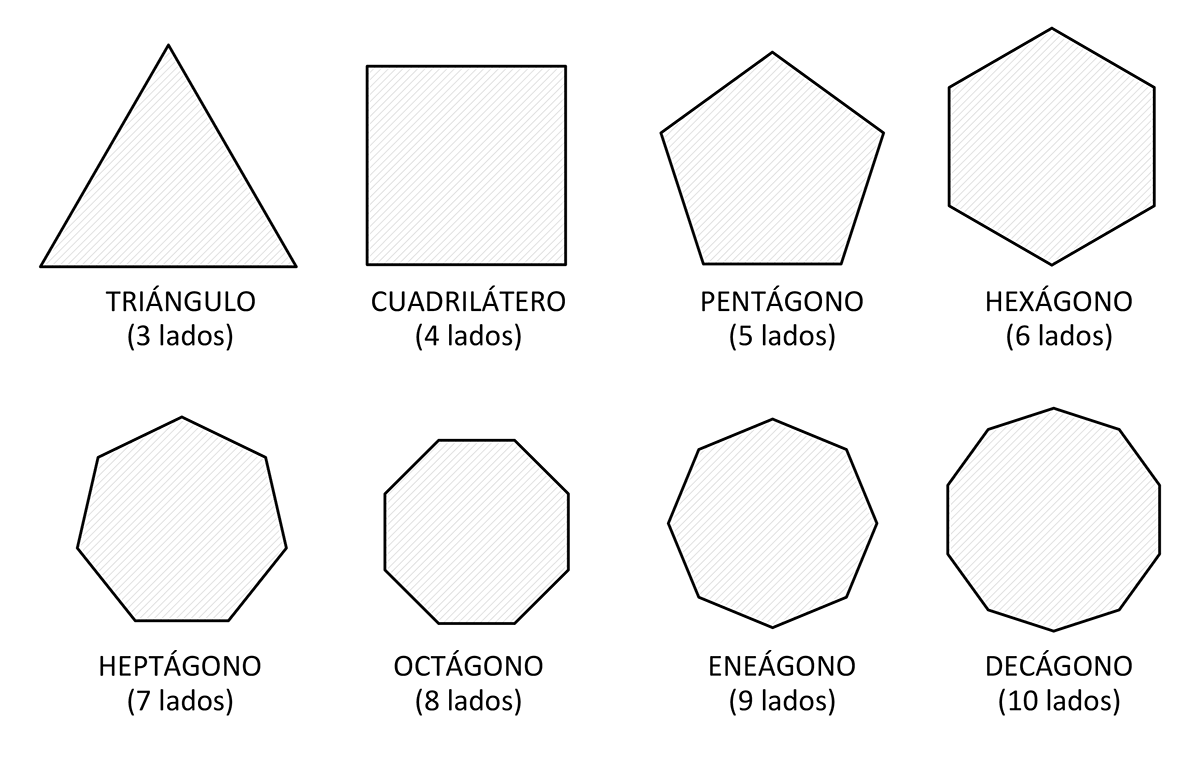 TRIÁNGULO
(3 lados)
CUADRILÁTERO
(4 lados)
PENTÁGONO
(5 lados)
HEXÁGONO
(6 lados)
HEPTÁGONO
(7 lados)
OCTÁGONO
(8 lados)
ENEÁGONO
(9 lados)
DECÁGONO
(10 lados)